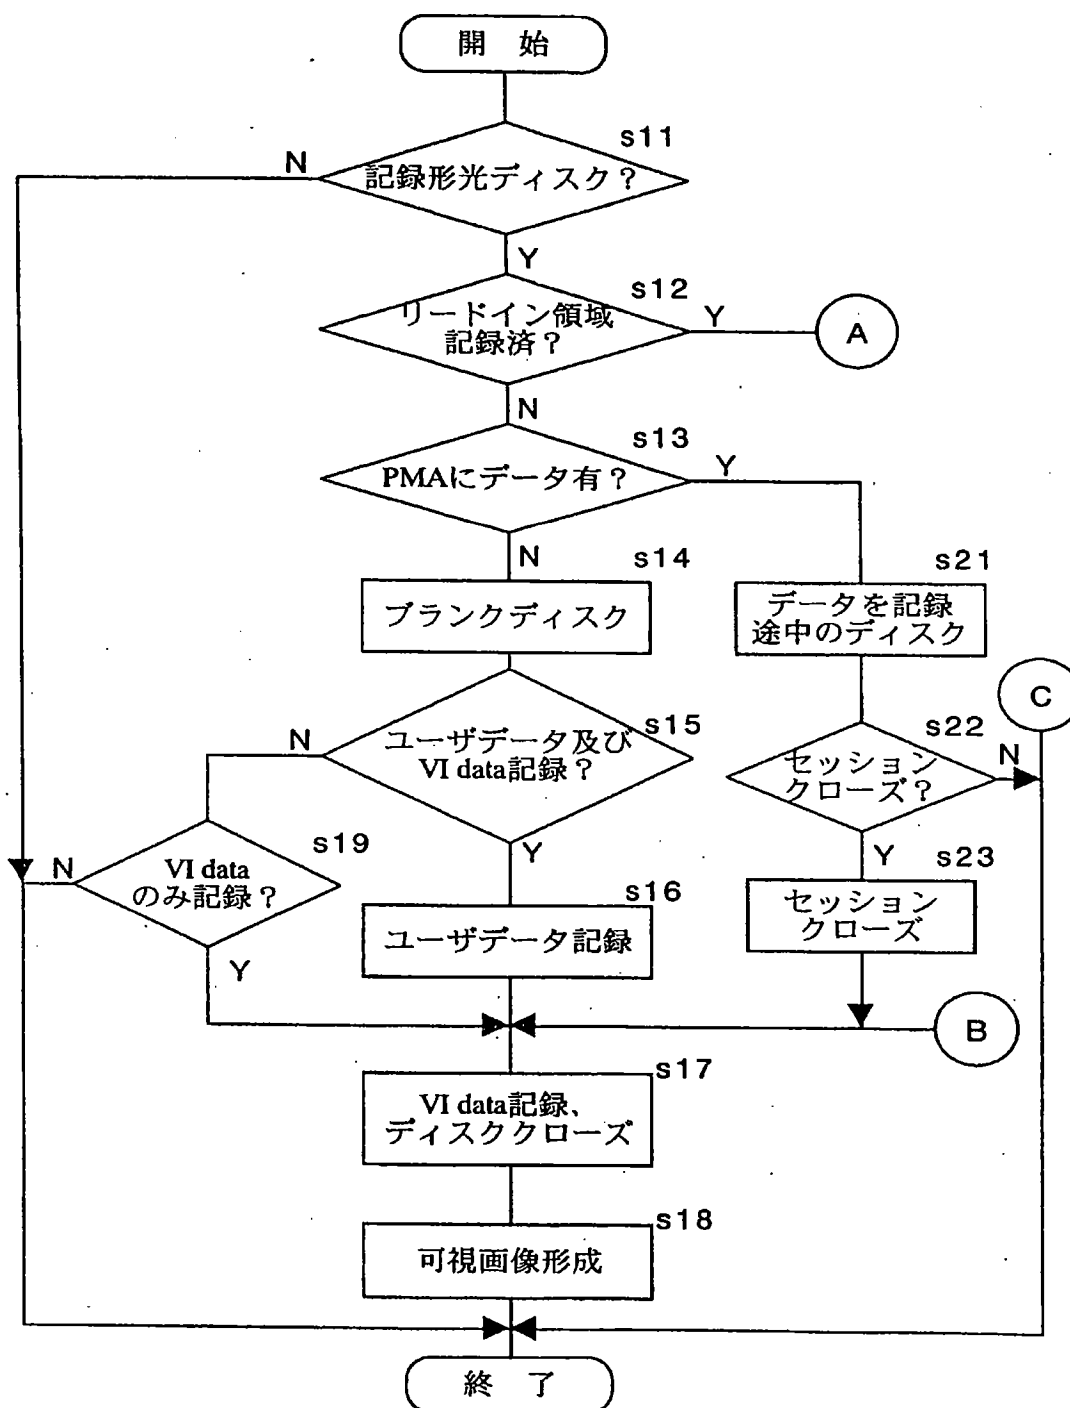 開 始
s11
N
記録形光ディスク?
Y
s12
リードイン領域
記録済?
Y
A
N
s13
PMAにデータ有?
Y
N
s14
s21
ブランクディスク
データを記録
途中のディスク
C
s15
N
ユーザデータ及び
VI data記録?
s22
セッション
クローズ?
N
s19
N
VI data
のみ記録?
Y
Y
s23
s16
セッション
クローズ
ユーザデータ記録
Y
B
s17
VI data記録、
ディスククローズ
s18
可視画像形成
終 了